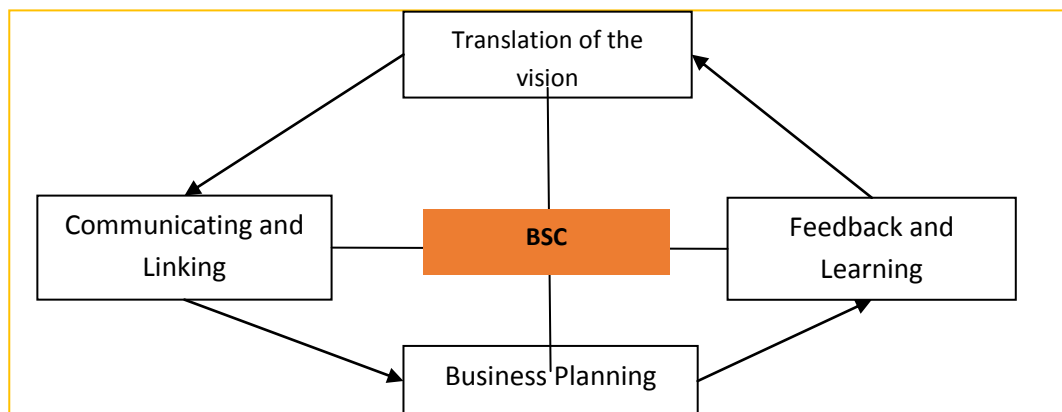 Translation of the
vision
Communicating and
Linking
BSC
Feedback and
Learning
Business Planning